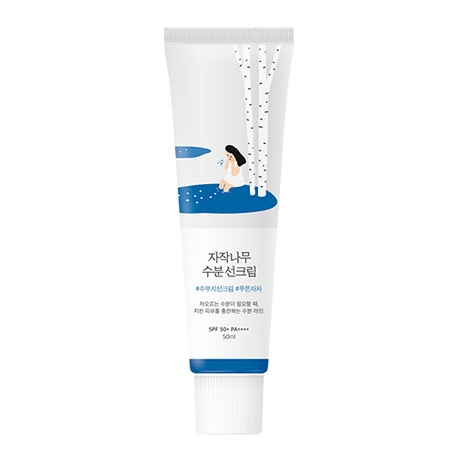 자작나무
수분 선크림
#수부지선크림 #푸른자차
차오르는 수분이 필요할 때,
지친 피부를 충전하는 수분 라인.
SPF 50+ PA++++
50ml